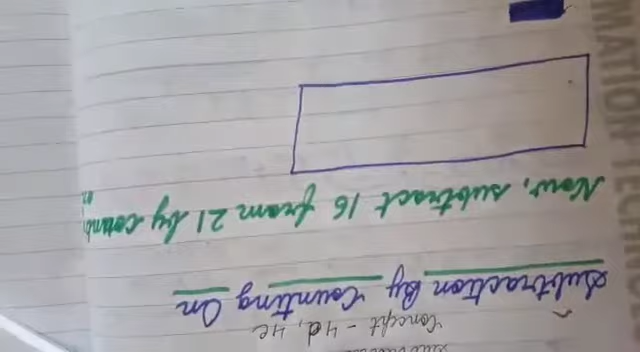 Concept - 4d, 4e
Subtraction By Counting On
Now, subtract 16 from 21 by